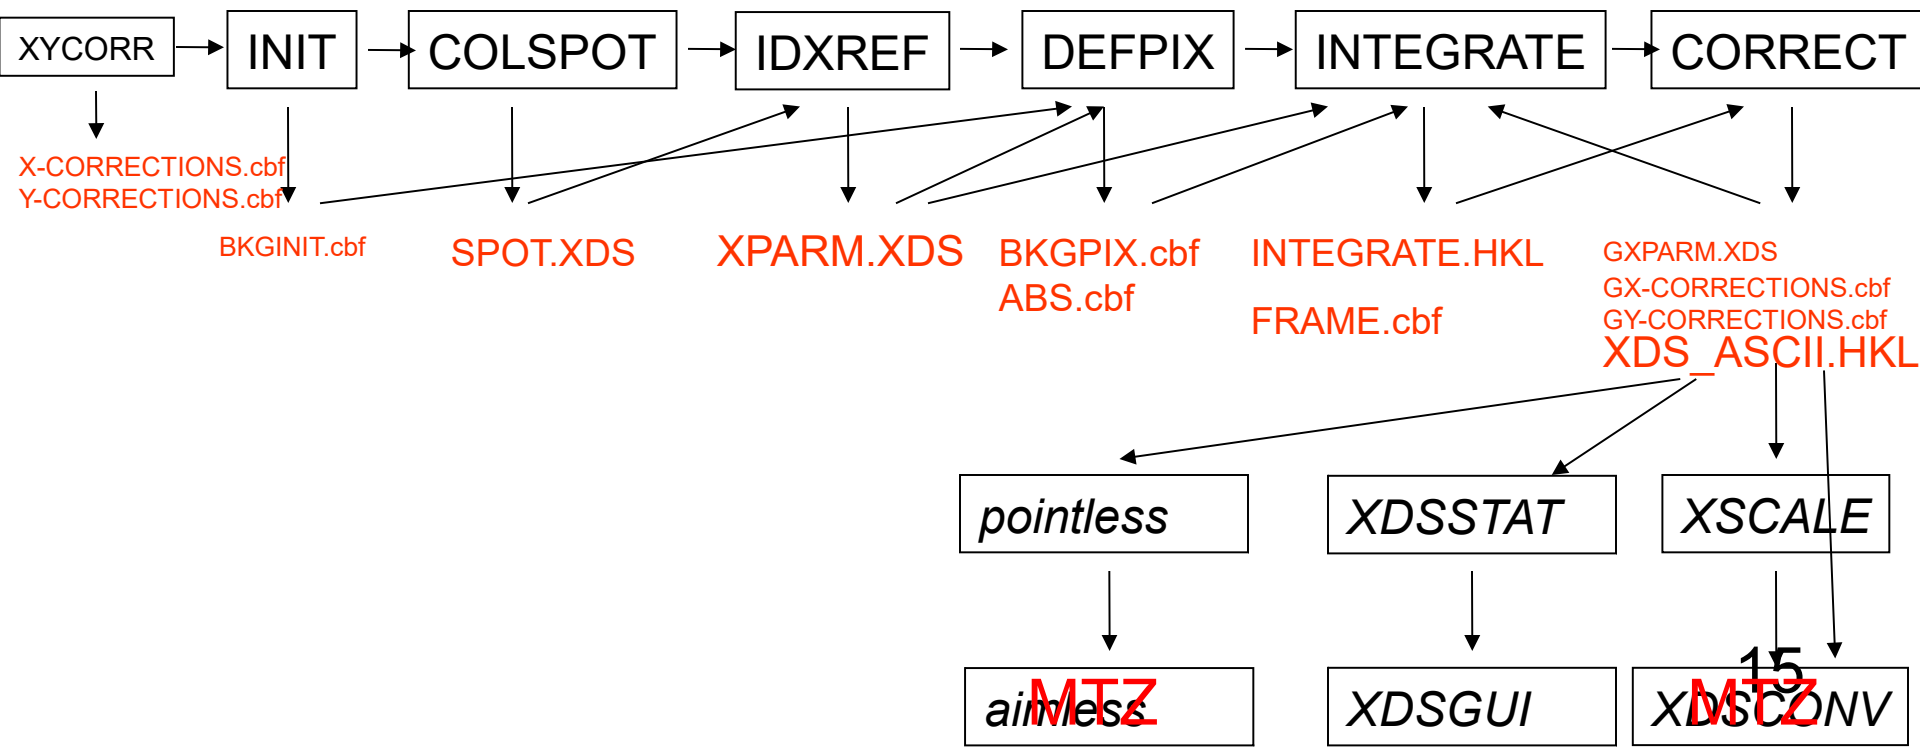 XYCORR
INIT
COLSPOT
IDXREF
DEFPIX
INTEGRATE
CORRECT
X-CORRECTIONS.cbf
Y-CORRECTIONS.cbf
BKGINIT.cbf
SPOT.XDS
XPARM.XDS
BKGPIX.cbf
ABS.cbf
INTEGRATE.HKL
FRAME.cbf
GXPARM.XDS
GX-CORRECTIONS.cbf
GY-CORRECTIONS.cbf
XDS_ASCII.HKL
pointless
XDSSTAT
XSCALE
aimless
MTZ
XDSGUI
15
XDSCONV
MTZ